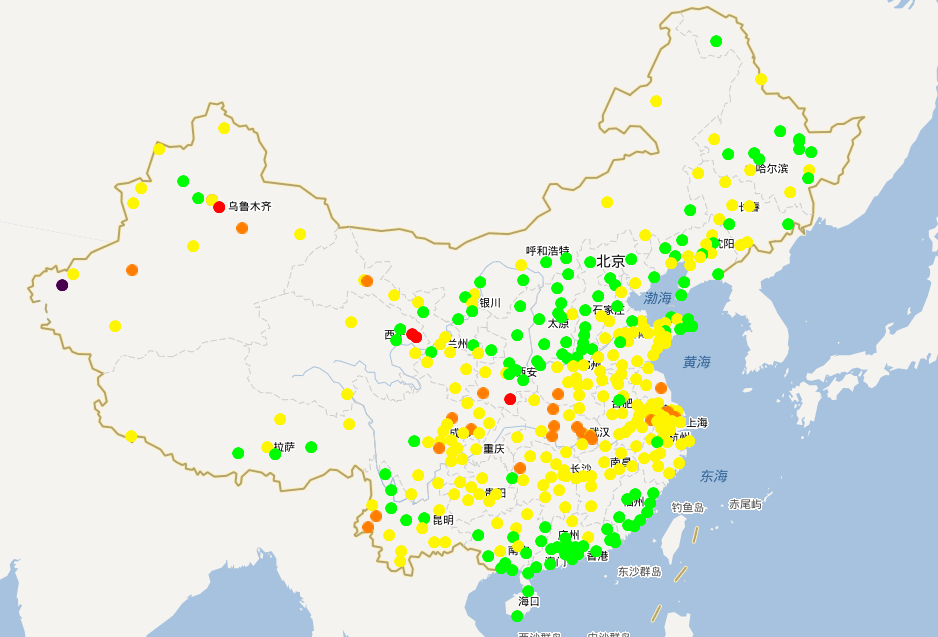 哈尔滨
乌鲁木齐
长春
沈阳
呼和浩特
北京
渤海
银川
石家庄
太原
西
兰州
黄海
西安
合肥
上海
成
武汉
杭州
重庆
拉萨
长沙
南昌
东海
贵阳
钓鱼岛
赤尾屿
福州
昆明
广州
南宁
香港
澳门
东沙群岛
海口
西沙群岛
中沙群岛